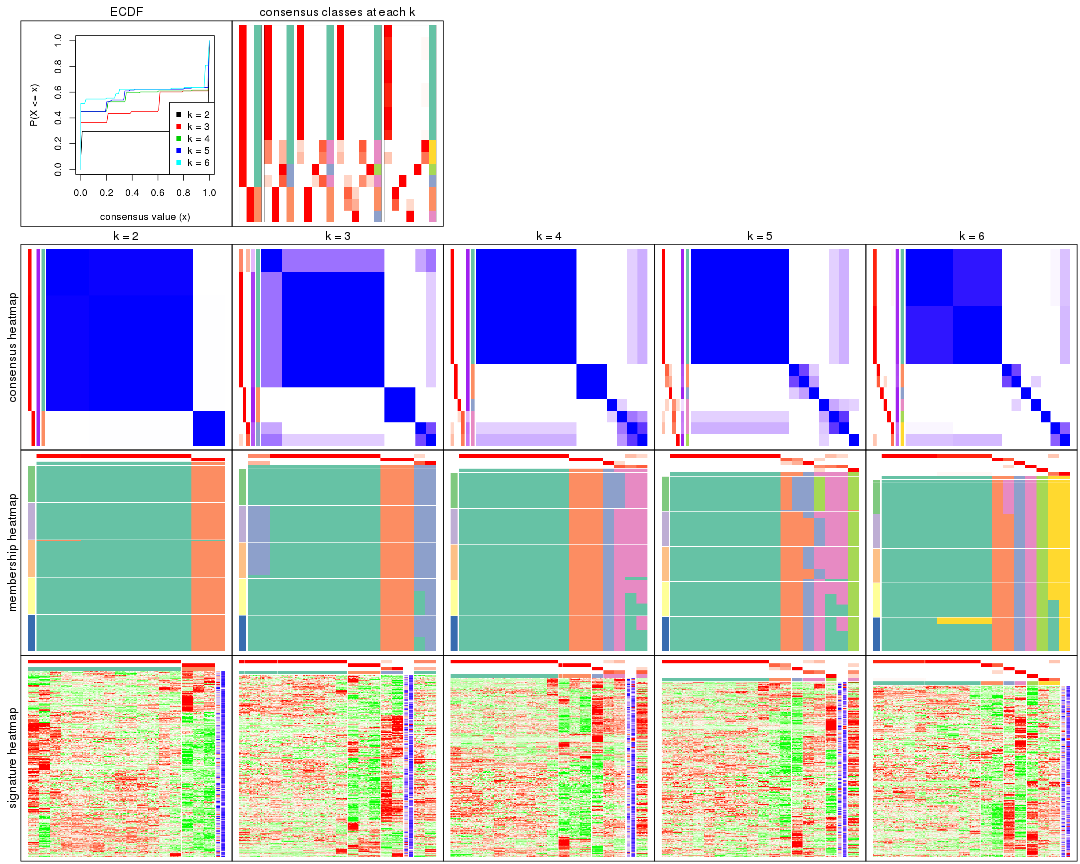 ECDF
consensus classes at each k
P(X <= x)
1.0
0.8
0.6
0.4
0.2
0.0
k = 2
k = 3
k = 4
k = 5
k = 6
0.0 0.2 0.4 0.6 0.8 1.0
consensus value (x)
k = 2
k = 3
k = 4
k = 5
k = 6
consensus heatmap
membership heatmap
signature heatmap